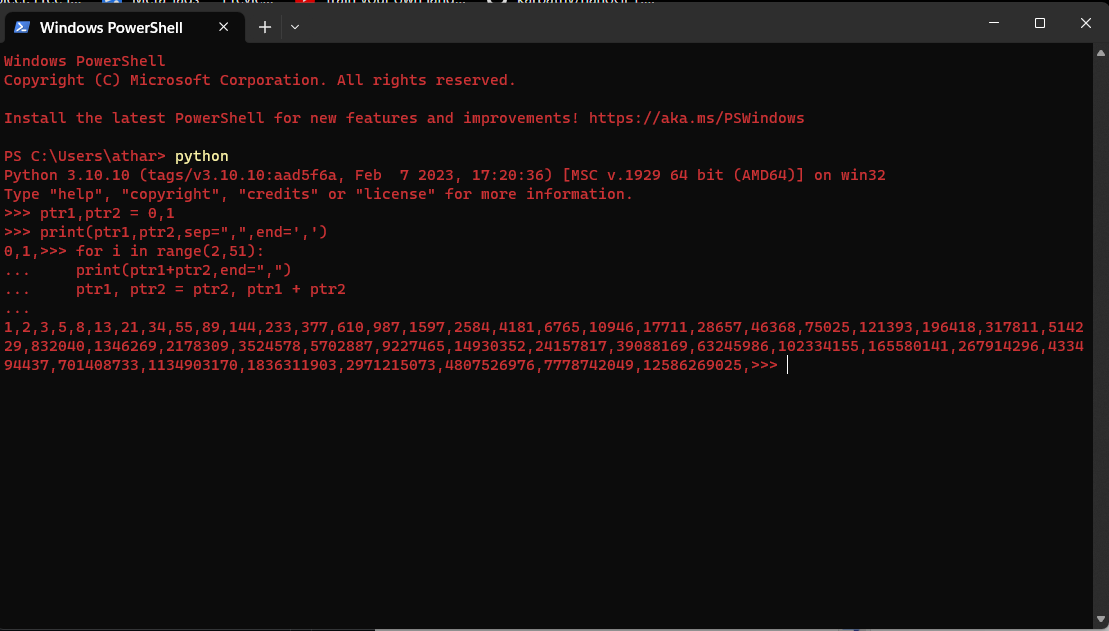 Windows PowerShell
Windows PowerShell
Copyright (C) Microsoft Corporation. All rights reserved.
Install the latest PowerShell for new features and improvements! https://aka.ms/PSWindows
PS C:\Users\athar> python
Python 3.10.10 (tags/v3.10.10:aad5f6a, Feb  7 2023, 17:20:36) [MSC v.1929 64 bit (AMD64)] on win32
Type "help", "copyright", "credits" or "license" for more information.
>>> ptr1,ptr2 = 0,1
>>> print(ptr1,ptr2,sep=",",end=',')
0,1,>>> for i in range(2,51):
...     print(ptr1+ptr2,end=",")
...     ptr1, ptr2 = ptr2, ptr1 + ptr2
...
1,2,3,5,8,13,21,34,55,89,144,233,377,610,987,1597,2584,4181,6765,10946,17711,28657,46368,75025,121393,196418,317811,5142
29,832040,1346269,2178309,3524578,5702887,9227465,14930352,24157817,39088169,63245986,102334155,165580141,267914296,4334
94437,701408733,1134903170,1836311903,2971215073,4807526976,7778742049,12586269025,>>>